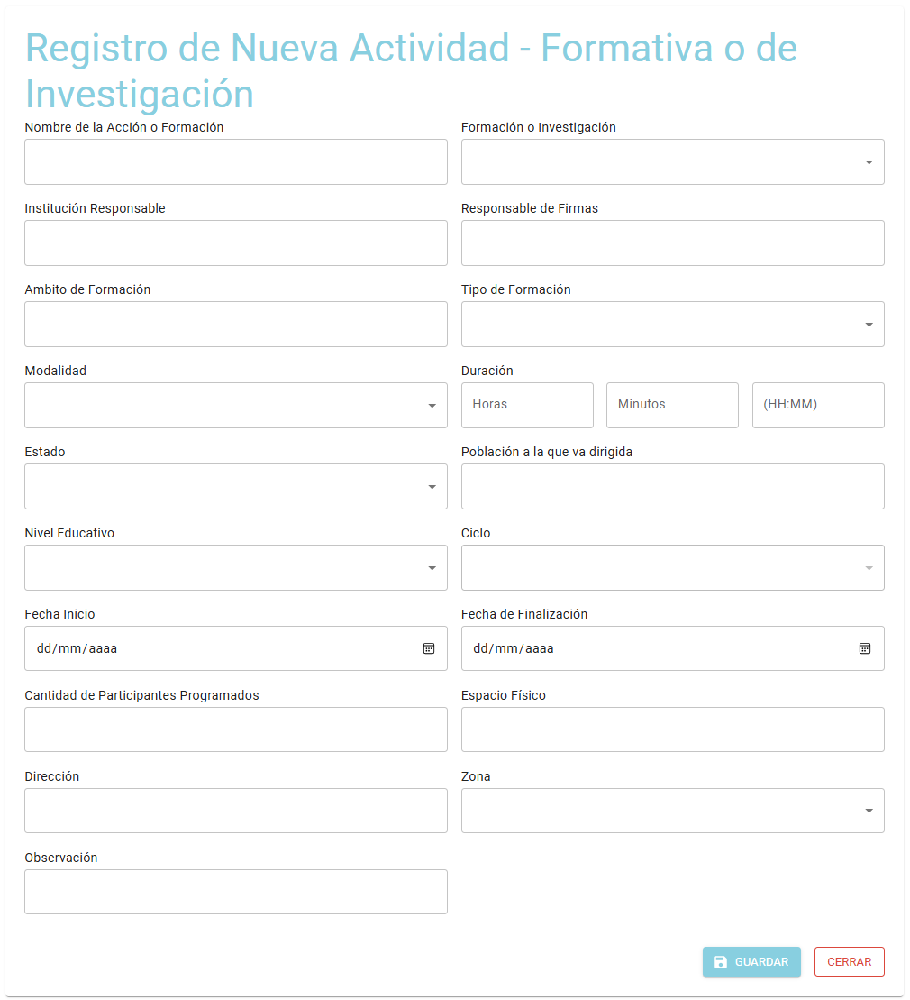 Registro de Nueva Actividad - Formativa o de
Investigación
Nombre de la Acción o Formación
Formación o Investigación
Institución Responsable
Responsable de Firmas
Ambito de Formación
Tipo de Formación
Modalidad
Duración
Horas
Minutos
(HH:MM)
Estado
Población a la que va dirigida
Nivel Educativo
Ciclo
Fecha Inicio
Fecha de Finalización
dd/mm/aaaa
dd/mm/aaaa
Cantidad de Participantes Programados
Espacio Físico
Dirección
Zona
Observación
GUARDAR
CERRAR